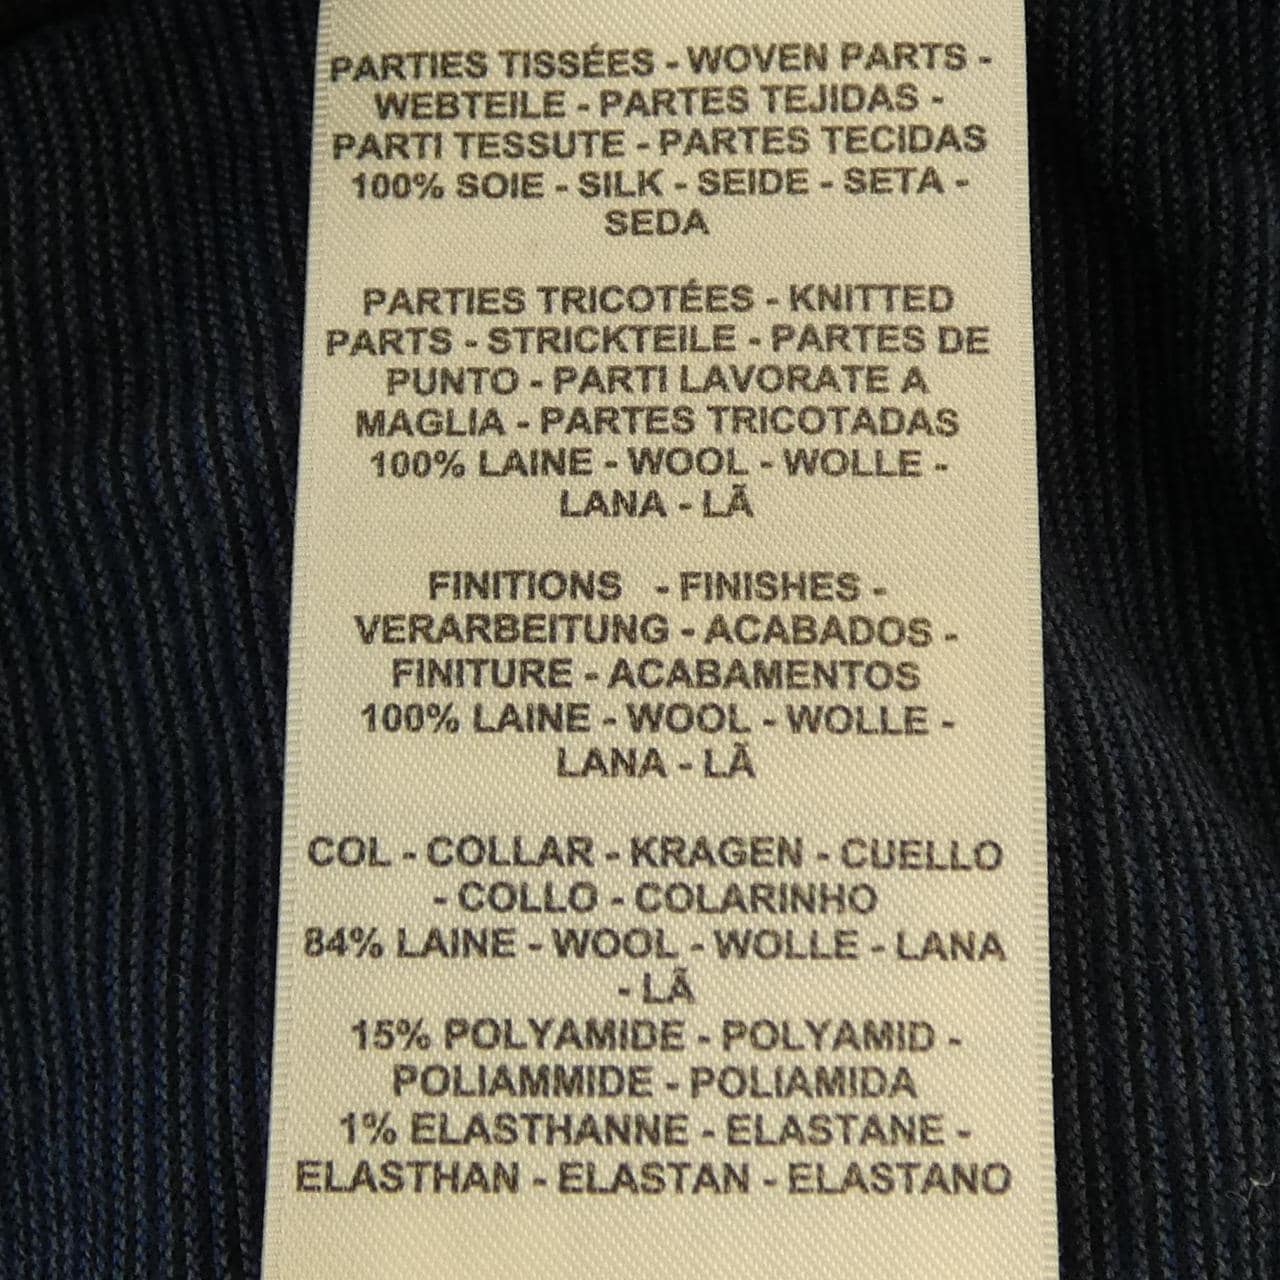 PARTIES TISSÉES - WOVEN PARTS -
WEBTEILE - PARTES TEJIDAS -
PARTI TESSUTE - PARTES TECIDAS
100% SOIE - SILK - SEIDE - SETA -
SEDA
PARTIES TRICOTÉES - KNITTED
PARTS - STRICKTEILE - PARTES DE
PUNTO - PARTI LAVORATE A
MAGLIA - PARTES TRICOTADAS
100% LAINE - WOOL - WOLLE -
LANA - LÃ
FINITIONS - FINISHES -
VERARBEITUNG - ACABADOS -
FINITURE - ACABAMENTOS
100% LAINE - WOOL - WOLLE -
LANA - LÃ
COL - COLLAR - KRAGEN - CUELLO
- COLLO - COLARINHO
84% LAINE - WOOL - WOLLE - LANA
- LÃ
15% POLYAMIDE - POLYAMID -
POLIAMMIDE - POLIAMIDA
1% ELASTHANNE - ELASTANE -
ELASTHAN - ELASTAN - ELASTANO